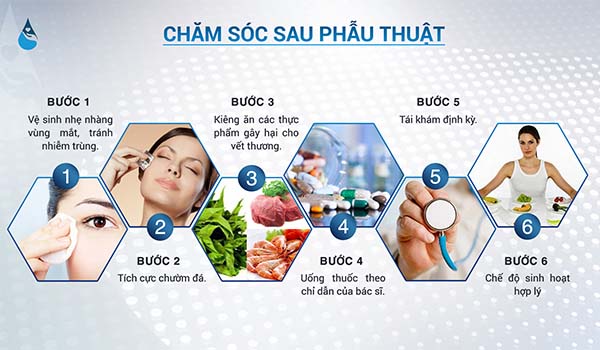 CHĂM SÓC SAU PHẪU THUẬT
BƯỚC 1
Vệ sinh nhẹ nhàng
vùng mắt, tránh
nhiễm trùng.
1
2
BƯỚC 2
Tích cực chườm đá.
BƯỚC 3
Kiêng ăn các thực
phẩm gây hại cho
vết thương.
3
4
BƯỚC 4
Uống thuốc theo
chỉ dẫn của bác sĩ.
BƯỚC 5
Tái khám định kỳ.
5
6
BƯỚC 6
Chế độ sinh hoạt
hợp lý